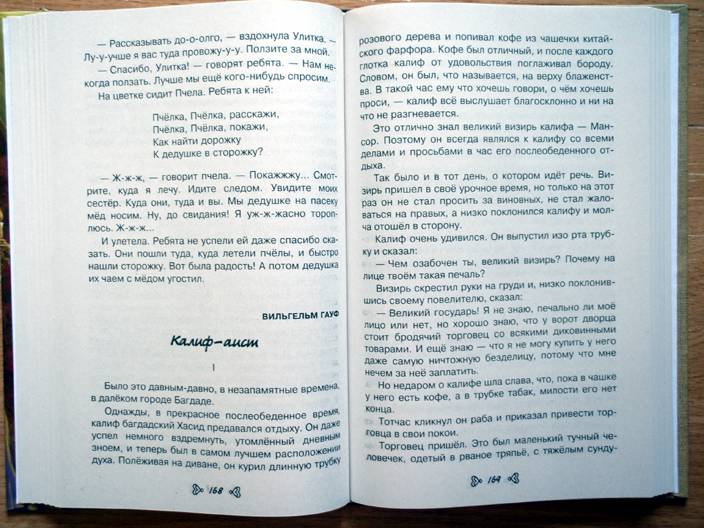 — Рассказывать до-о-олго, — вздохнула Улитка. —
Лу-у-учше я вас туда провожу-у-у. Ползите за мной.
— Спасибо, Улитка! — говорят ребята. — Нам не-
когда ползать. Лучше мы ещё кого-нибудь спросим.
На цветке сидит Пчела. Ребята к ней:
Пчёлка, Пчёлка, расскажи,
Пчёлка, Пчёлка, покажи,
Как найти дорожку
К дедушке в сторожку?
— Ж-ж-ж, — говорит пчела. — Покажжжу... Смот-
рите, куда я лечу. Идите следом. Увидите моих
сестёр. Куда они, туда и вы. Мы дедушке на пасеку
мёд носим. Ну, до свидания! Я уж-ж-жасно тороп-
люсь. Ж-ж-ж...
И улетела. Ребята не успели ей даже спасибо ска-
зать. Они пошли туда, куда летели пчёлы, и быстро
нашли сторожку. Вот была радость! А потом дедушка
их чаем с мёдом угостил.
ВИЛЬГЕЛЬМ ГАУФ
Калиф-аист
I
Было это давным-давно, в незапамятные времена,
в далёком городе Багдаде.
Однажды, в прекрасное послеобеденное время,
калиф багдадский Хасид предавался отдыху. Он даже
успел немного вздремнуть, утомлённый дневным
зноем, и теперь был в самом лучшем расположении
духа. Полёживая на диване, он курил длинную трубку
168
розового дерева и попивал кофе из чашечки китай-
ского фарфора. Кофе был отличный, и после каждого
глотка калиф от удовольствия поглаживал бороду.
Словом, он был, что называется, на верху блаженс-
тва. В такой час ему что хочешь говори, о чём хочешь
проси, — калиф всё выслушает благосклонно и ни на
что не разгневается.
Это отлично знал великий визирь калифа — Ман-
сор. Поэтому он всегда являлся к калифу со всеми
делами и просьбами в час его послеобеденного от-
дыха.
Так было и в тот день, о котором идёт речь. Ви-
зирь пришел в своё урочное время, но только на этот
раз он не стал просить за виновных, не стал жало-
ваться на правых, а низко поклонился калифу и мол-
ча отошёл в сторону.
Калиф очень удивился. Он выпустил изо рта труб-
ку и сказал:
— Чем озабочен ты, великий визирь? Почему на
лице твоём такая печаль?
Визирь скрестил руки на груди и, низко поклонив-
шись своему повелителю, сказал:
— Великий государь! Я не знаю, печально ли моё
лицо или нет, но хорошо знаю, что у ворот дворца
стоит бродячий торговец со всякими диковинными
товарами. И ещё знаю — что я не могу купить у него
даже самую ничтожную безделицу, потому что мне
нечем за неё заплатить.
Но недаром о калифе шла слава, что, пока в чашке
у него есть кофе, а в трубке табак, милости его нет
конца.
Тотчас кликнул он раба и приказал привести тор-
говца в свои покои.
Торговец пришёл. Это был маленький тучный че-
ловечек, одетый в рваное тряпьё, с тяжёлым сунду-
169